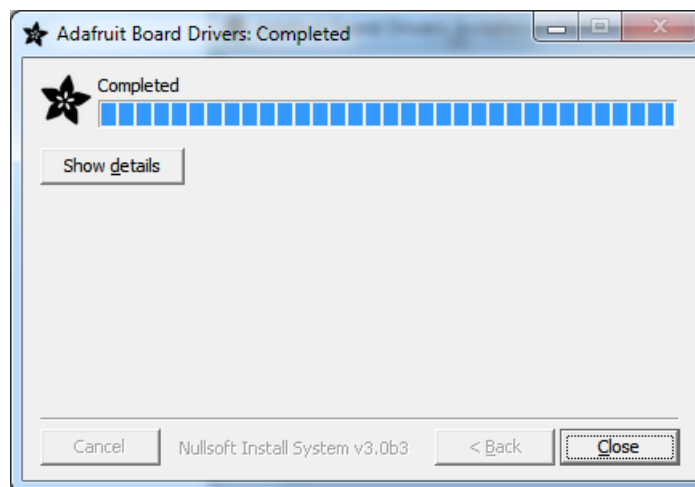 Adafruit Board Drivers: Completed
Completed
Show details
Cancel
Nullsoft Install System v3.0b3
< Back
Close